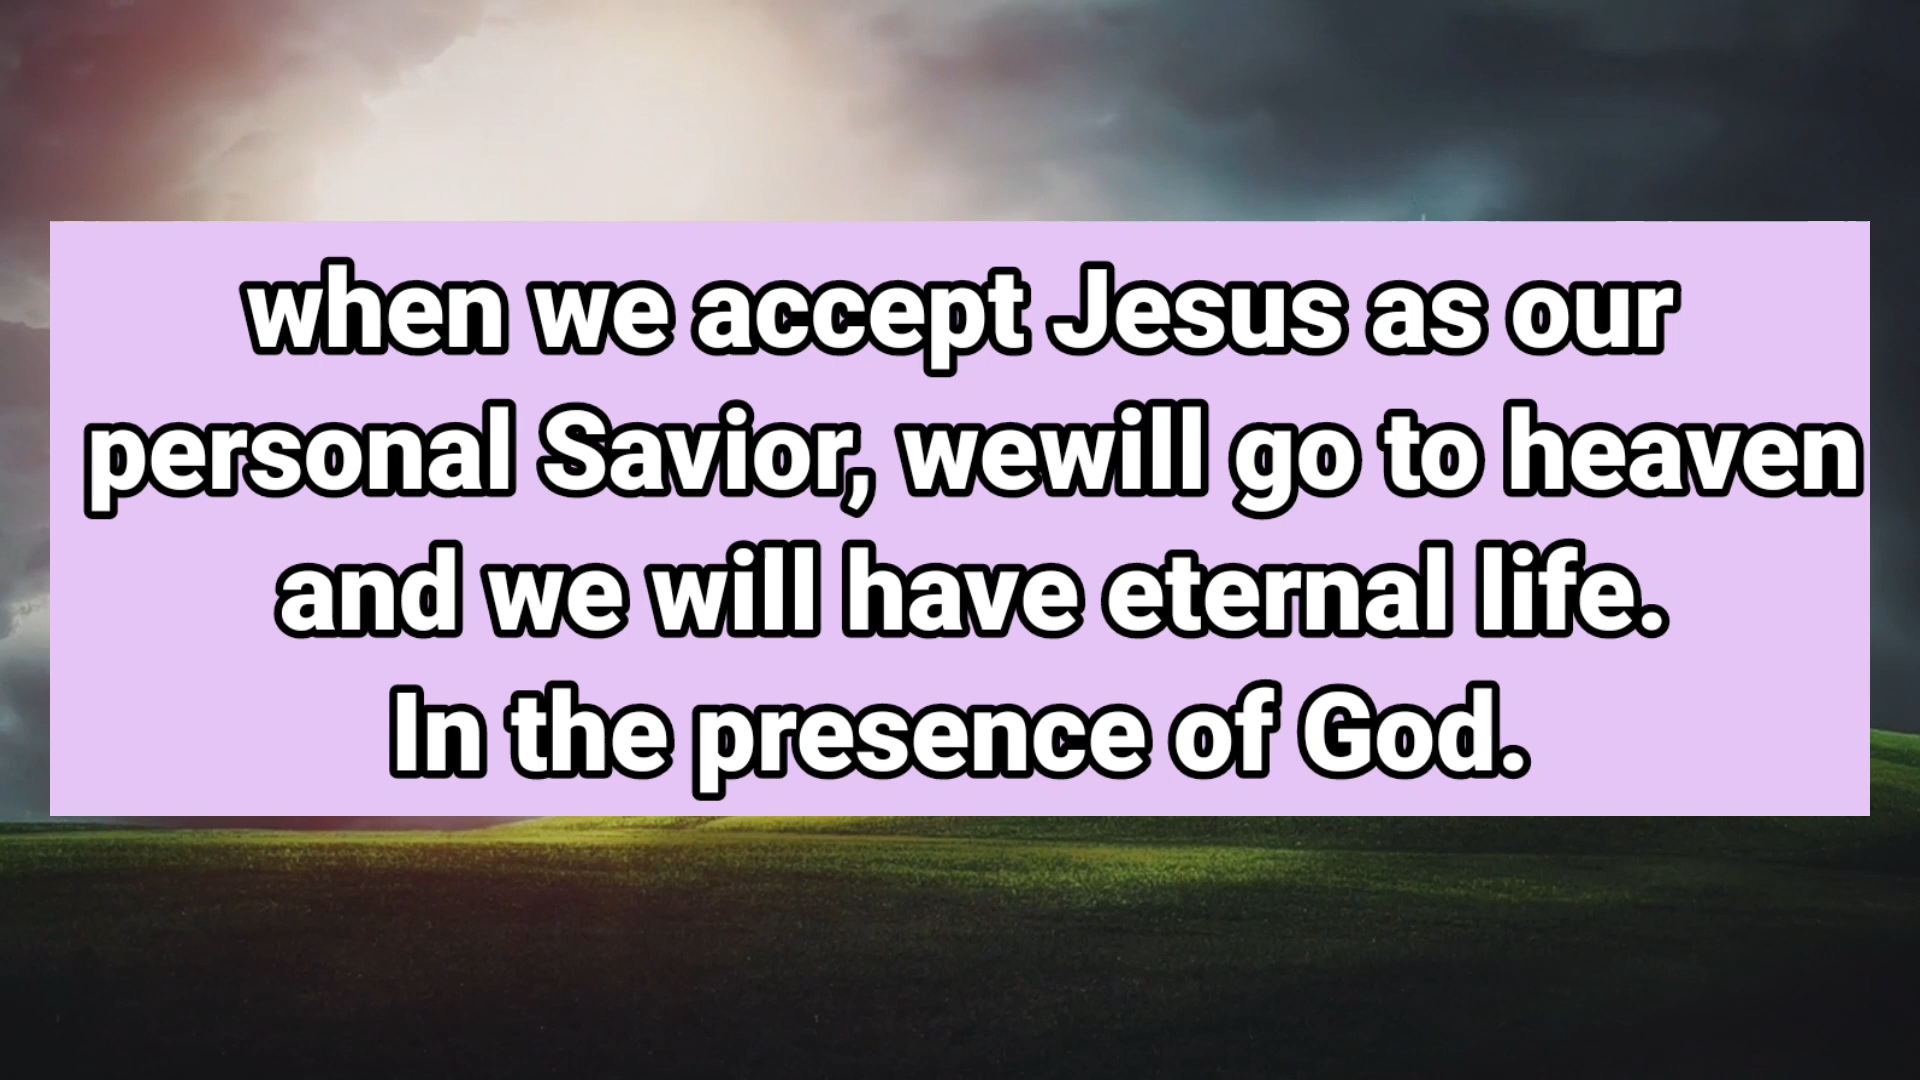 when we accept Jesus as our
personal Savior, wewill go to heaven
and we will have eternal life.
In the presence of God.